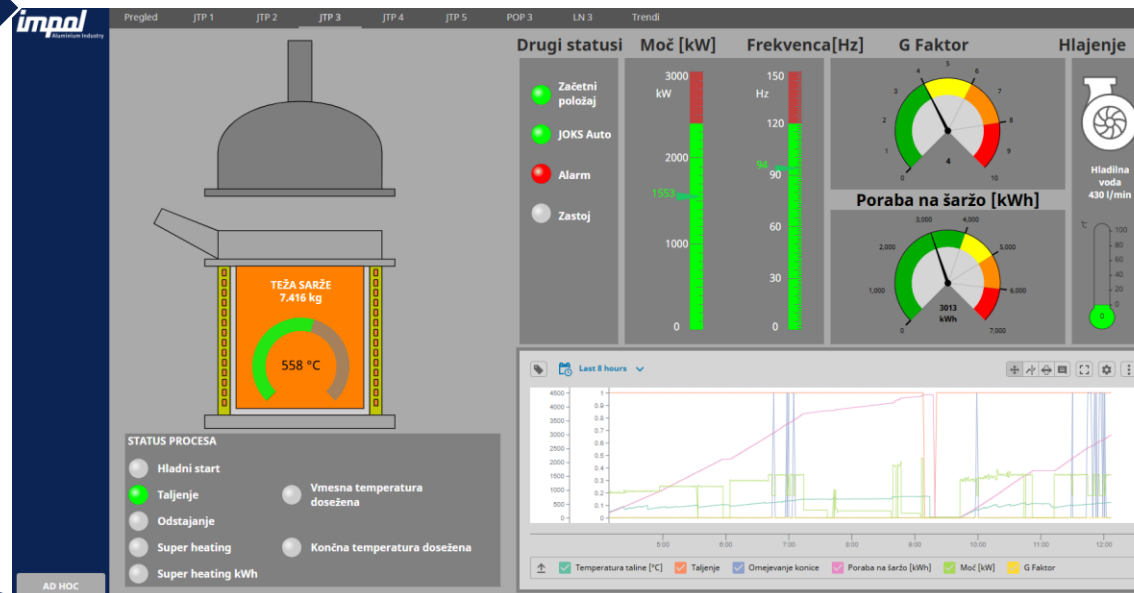 impol
Aluminium Industry
Pregled JTP 1 JTP 2 JTP 3 JTP 4 JTP 5 POP 3 LN 3 Trendi
Drugi statusi Moč [kW] Frekvenca[Hz] G Faktor Hlajenje
Začetni
položaj
JOKS Auto
Alarm
Zastoj
3000
kW
2000
1553
1000
0
150
Hz
120
94
90
60
30
0
0 1 2 3 4 5 6 7 8 9 10
4
Hladilna
voda
430 l/min
°C
100
80
60
40
20
0
0
Poraba na šaržo [kWh]
0 1,000 2,000 3,000 4,000 5,000 6,000 7,000
3013
kWh
TEŽA SARŽE
7.416 kg
558 °C
STATUS PROCESA
Hladni start
Taljenje
Odstajanje
Super heating
Super heating kWh
Vmesna temperatura
dosežena
Končna temperatura dosežena
AD HOC
Last 8 hours
4500 1
4000 0.9
3500 0.8
3000 0.7
0.6
2500 0.5
2000 0.4
1500 0.3
1000 0.2
500 0.1
5:00 6:00 7:00 8:00 9:00 10:00 11:00 12:00
Temperatura taline [°C] Taljenje Omejevanje konice Poraba na šaržo [kWh] Moč [kW] G Faktor